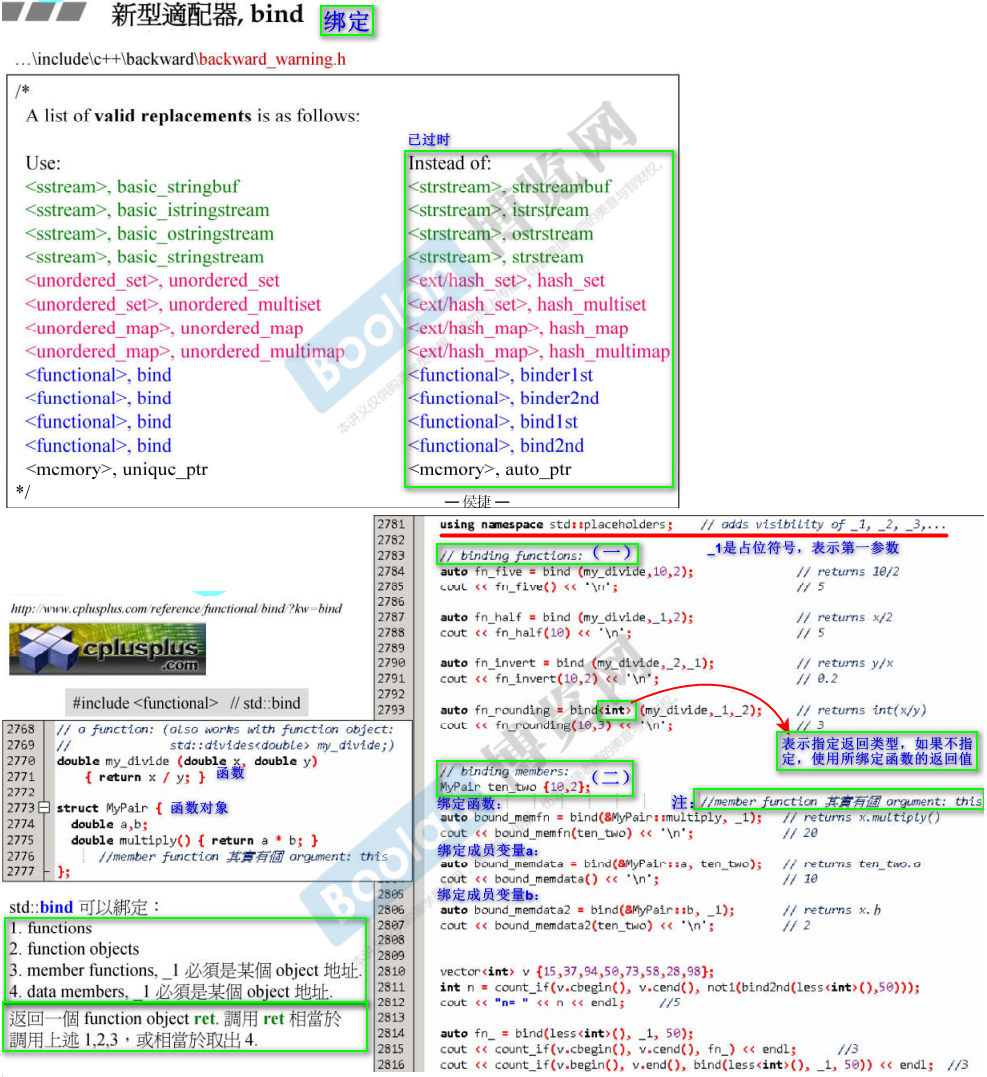 新型適配器, bind 绑定
…\include\c++\backward\backward_warning.h
/*
A list of valid replacements is as follows:
已过时
Use: Instead of:
<sstream>, basic_stringbuf <strstream>, strstreambuf
<sstream>, basic_istringstream <strstream>, istrstream
<sstream>, basic_ostringstream <strstream>, ostrstream
<sstream>, basic_stringstream <strstream>, strstream
<unordered_set>, unordered_set <ext/hash_set>, hash_set
<unordered_set>, unordered_multiset <ext/hash_set>, hash_multiset
<unordered_map>, unordered_map <ext/hash_map>, hash_map
<unordered_map>, unordered_multimap <ext/hash_map>, hash_multimap
<functional>, bind <functional>, binder1st
<functional>, bind <functional>, binder2nd
<functional>, bind <functional>, bind1st
<functional>, bind <functional>, bind2nd
<memory>, unique_ptr <memory>, auto_ptr
*/
— 侯捷 —
Boolan 博览网
http://www.cplusplus.com/reference/functional/bind/?kw=bind
cplusplus
.com
#include <functional> // std::bind
2768 // a function: (also works with function object:
2769 // std::divides<double> my_divide;)
2770 double my_divide (double x, double y)
2771 { return x / y; } 函数
2772
2773 struct MyPair { 函数对象
2774 double a,b;
2775 double multiply() { return a * b; }
2776 //member function 其實有個 argument: this
2777 };
std::bind 可以綁定：
1. functions
2. function objects
3. member functions, _1 必須是某個 object 地址.
4. data members, _1 必須是某個 object 地址.
返回一個 function object ret. 調用 ret 相當於
調用上述 1,2,3，或相當於取出 4.
2781 using namespace std::placeholders; // adds visibility of _1, _2, _3,...
2782
_1是占位符号，表示第一参数
2783 // binding functions: （一）
2784 auto fn_five = bind (my_divide,10,2); // returns 10/2
2785 cout << fn_five() << '\n'; // 5
2786
2787 auto fn_half = bind (my_divide,_1,2); // returns x/2
2788 cout << fn_half(10) << '\n'; // 5
2789
2790 auto fn_invert = bind (my_divide,_2,_1); // returns y/x
2791 cout << fn_invert(10,2) << '\n'; // 0.2
2792
2793 auto fn_rounding = bind<int> (my_divide,_1,_2); // returns int(x/y)
cout << fn_rounding(10,3) << '\n'; // 3
表示指定返回类型，如果不指
定，使用所绑定函数的返回值
// binding members: （二）
MyPair ten_two {10,2};
绑定函数： 注： //member function 其實有個 argument: this
auto bound_memfn = bind(&MyPair::multiply, _1); // returns x.multiply()
cout << bound_memfn(ten_two) << '\n'; // 20
绑定成员变量a：
auto bound_memdata = bind(&MyPair::a, ten_two); // returns ten_two.a
cout << bound_memdata() << '\n'; // 10
2805 绑定成员变量b：
2806 auto bound_memdata2 = bind(&MyPair::b, _1); // returns x.b
2807 cout << bound_memdata2(ten_two) << '\n'; // 2
2808
2809
2810 vector<int> v {15,37,94,50,73,58,28,98};
2811 int n = count_if(v.cbegin(), v.cend(), not1(bind2nd(less<int>(),50)));
2812 cout << "n= " << n << endl; //5
2813
2814 auto fn_ = bind(less<int>(), _1, 50);
2815 cout << count_if(v.cbegin(), v.cend(), fn_) << endl; //3
2816 cout << count_if(v.begin(), v.end(), bind(less<int>(), _1, 50)) << endl; //3